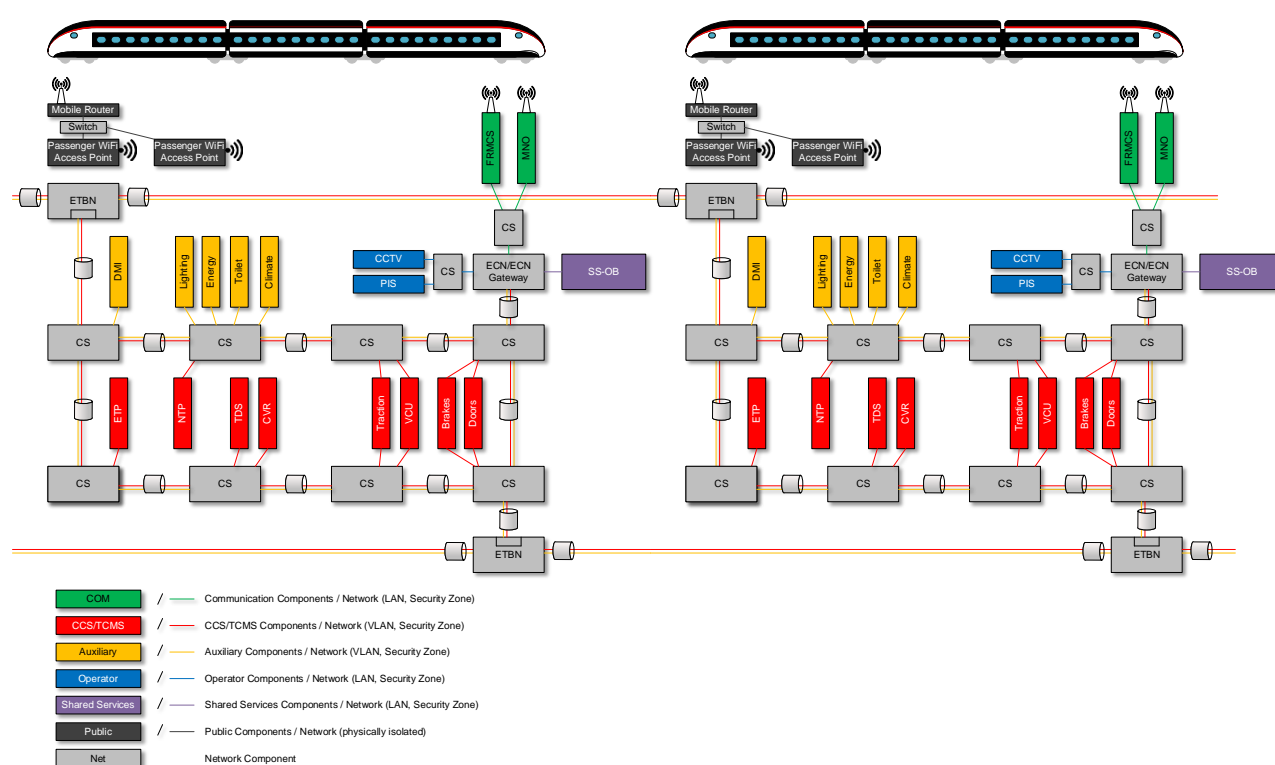 Mobile Router
Mobile Router
Switch
Switch
Passenger WiFi
Access Point
Passenger WiFi
Access Point
Passenger WiFi
Access Point
Passenger WiFi
Access Point
FRMCS
MNO
FRMCS
MNO
ETBN
ETBN
CS
CS
DMI
Lighting
Energy
Toilet
Climate
CCTV
PIS
CS
ECN/ECN
Gateway
SS-OB
DMI
Lighting
Energy
Toilet
Climate
CCTV
PIS
CS
ECN/ECN
Gateway
SS-OB
CS
CS
CS
CS
CS
CS
CS
CS
ETP
NTP
TDS
CVR
Traction
VCU
Brakes
Doors
ETP
NTP
TDS
CVR
Traction
VCU
Brakes
Doors
CS
CS
CS
CS
CS
CS
CS
CS
ETBN
ETBN
COM / Communication Components / Network (LAN, Security Zone)
CCS/TCMS / CCS/TCMS Components / Network (VLAN, Security Zone)
Auxiliary / Auxiliary Components / Network (VLAN, Security Zone)
Operator / Operator Components / Network (LAN, Security Zone)
Shared Services / Shared Services Components / Network (LAN, Security Zone)
Public / Public Components / Network (physically isolated)
Net Network Component